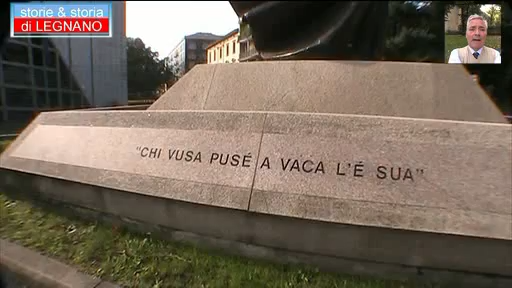 storie & storia
di LEGNANO
"CHI VUSA PUSÉ A VACA L'É SUA"